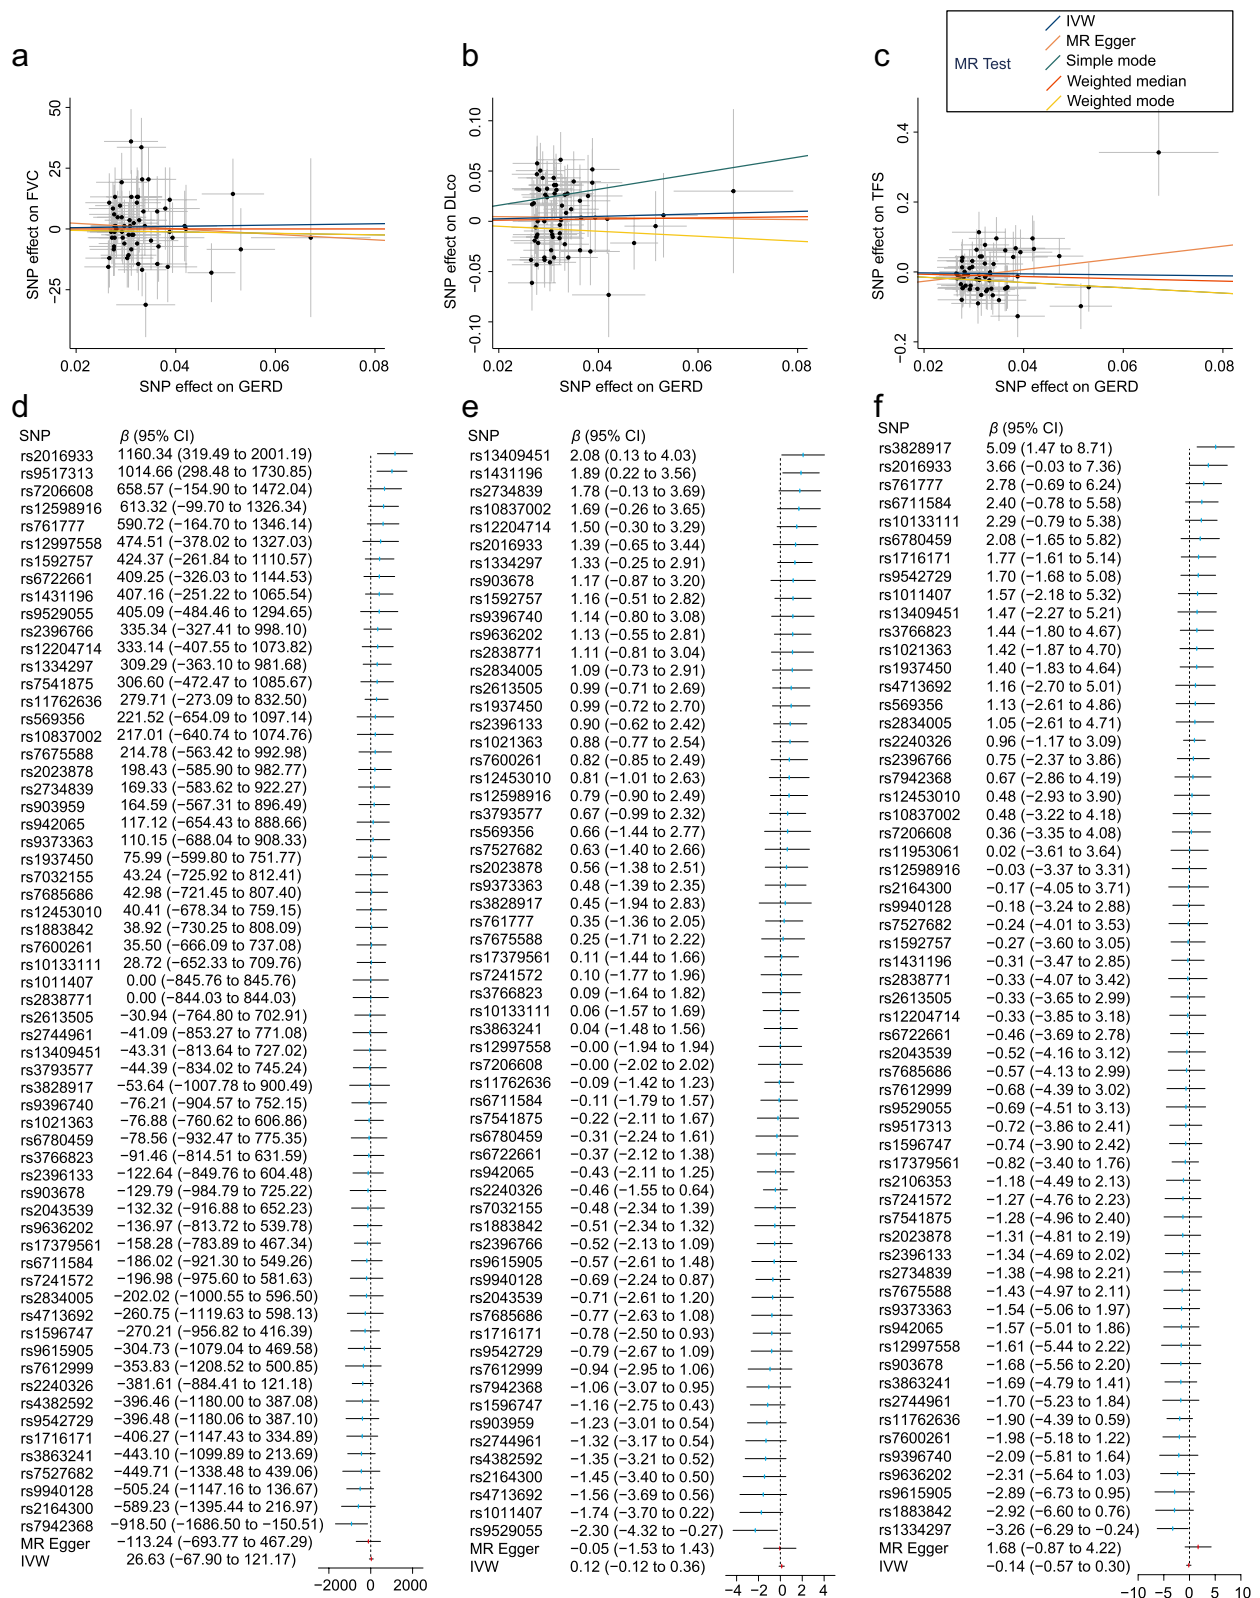 a
b
c
MR Test
IVW
MR Egger
Simple mode
Weighted median
Weighted mode
50
25
0
−25
SNP effect on FVC
0.02 0.04 0.06 0.08
SNP effect on GERD
0.10
0.05
0
−0.05
−0.10
SNP effect on DLco
0.02 0.04 0.06 0.08
SNP effect on GERD
0.4
0.2
0.0
−0.2
SNP effect on TFS
0.02 0.04 0.06 0.08
SNP effect on GERD
d
SNP β (95% CI)
rs2016933 1160.34 (319.49 to 2001.19)
rs9517313 1014.66 (298.48 to 1730.85)
rs7206608 658.57 (−154.90 to 1472.04)
rs12598916 613.32 (−99.70 to 1326.34)
rs761777 590.72 (−164.70 to 1346.14)
rs12997558 474.51 (−378.02 to 1327.03)
rs1592757 424.37 (−261.84 to 1110.57)
rs6722661 409.25 (−326.03 to 1144.53)
rs1431196 407.16 (−251.22 to 1065.54)
rs9529055 405.09 (−484.46 to 1294.65)
rs2396766 335.34 (−327.41 to 998.10)
rs12204714 333.14 (−407.55 to 1073.82)
rs1334297 309.29 (−363.10 to 981.68)
rs7541875 306.60 (−472.47 to 1085.67)
rs11762636 279.71 (−273.09 to 832.50)
rs569356 221.52 (−654.09 to 1097.14)
rs10837002 217.01 (−640.74 to 1074.76)
rs7675588 214.78 (−563.42 to 992.98)
rs2023878 198.43 (−585.90 to 982.77)
rs2734839 169.33 (−583.62 to 922.27)
rs903959 164.59 (−567.31 to 896.49)
rs942065 117.12 (−654.43 to 888.66)
rs9373363 110.15 (−688.04 to 908.33)
rs1937450 75.99 (−599.80 to 751.77)
rs7032155 43.24 (−725.92 to 812.41)
rs7685686 42.98 (−721.45 to 807.40)
rs12453010 40.41 (−678.34 to 759.15)
rs1883842 38.92 (−730.25 to 808.09)
rs7600261 35.50 (−666.09 to 737.08)
rs10133111 28.72 (−652.33 to 709.76)
rs1011407 0.00 (−845.76 to 845.76)
rs2838771 0.00 (−844.03 to 844.03)
rs2613505 −30.94 (−764.80 to 702.91)
rs2744961 −41.09 (−853.27 to 771.08)
rs13409451 −43.31 (−813.64 to 727.02)
rs3793577 −44.39 (−834.02 to 745.24)
rs3828917 −53.64 (−1007.78 to 900.49)
rs9396740 −76.21 (−904.57 to 752.15)
rs1021363 −76.88 (−760.62 to 606.86)
rs6780459 −78.56 (−932.47 to 775.35)
rs3766823 −91.46 (−814.51 to 631.59)
rs2396133 −122.64 (−849.76 to 604.48)
rs903678 −129.79 (−984.79 to 725.22)
rs2043539 −132.32 (−916.88 to 652.23)
rs9636202 −136.97 (−813.72 to 539.78)
rs17379561 −158.28 (−783.89 to 467.34)
rs6711584 −186.02 (−921.30 to 549.26)
rs7241572 −196.98 (−975.60 to 581.63)
rs2834005 −202.02 (−1000.55 to 596.50)
rs4713692 −260.75 (−1119.63 to 598.13)
rs1596747 −270.21 (−956.82 to 416.39)
rs9615905 −304.73 (−1079.04 to 469.58)
rs7612999 −353.83 (−1208.52 to 500.85)
rs2240326 −381.61 (−884.41 to 121.18)
rs4382592 −396.46 (−1180.00 to 387.08)
rs9542729 −396.48 (−1180.06 to 387.10)
rs1716171 −406.27 (−1147.43 to 334.89)
rs3863241 −443.10 (−1099.89 to 213.69)
rs7527682 −449.71 (−1338.48 to 439.06)
rs9940128 −505.24 (−1147.16 to 136.67)
rs2164300 −589.23 (−1395.44 to 216.97)
rs7942368 −918.50 (−1686.50 to −150.51)
MR Egger −113.24 (−693.77 to 467.29)
IVW 26.63 (−67.90 to 121.17)
−2000 0 2000
e
SNP β (95% CI)
rs13409451 2.08 (0.13 to 4.03)
rs1431196 1.89 (0.22 to 3.56)
rs2734839 1.78 (−0.13 to 3.69)
rs10837002 1.69 (−0.26 to 3.65)
rs12204714 1.50 (−0.30 to 3.29)
rs2016933 1.39 (−0.65 to 3.44)
rs1334297 1.33 (−0.25 to 2.91)
rs903678 1.17 (−0.87 to 3.20)
rs1592757 1.16 (−0.51 to 2.82)
rs9396740 1.14 (−0.80 to 3.08)
rs9636202 1.13 (−0.55 to 2.81)
rs2838771 1.11 (−0.81 to 3.04)
rs2834005 1.09 (−0.73 to 2.91)
rs2613505 0.99 (−0.71 to 2.69)
rs1937450 0.99 (−0.72 to 2.70)
rs2396133 0.90 (−0.62 to 2.42)
rs1021363 0.88 (−0.77 to 2.54)
rs7600261 0.82 (−0.85 to 2.49)
rs12453010 0.81 (−1.01 to 2.63)
rs12598916 0.79 (−0.90 to 2.49)
rs3793577 0.67 (−0.99 to 2.32)
rs569356 0.66 (−1.44 to 2.77)
rs7527682 0.63 (−1.40 to 2.66)
rs2023878 0.56 (−1.38 to 2.51)
rs9373363 0.48 (−1.39 to 2.35)
rs3828917 0.45 (−1.94 to 2.83)
rs761777 0.35 (−1.36 to 2.05)
rs7675588 0.25 (−1.71 to 2.22)
rs17379561 0.11 (−1.44 to 1.66)
rs7241572 0.10 (−1.77 to 1.96)
rs3766823 0.09 (−1.64 to 1.82)
rs10133111 0.06 (−1.57 to 1.69)
rs3863241 0.04 (−1.48 to 1.56)
rs12997558 −0.00 (−1.94 to 1.94)
rs7206608 −0.00 (−2.02 to 2.02)
rs11762636 −0.09 (−1.42 to 1.23)
rs6711584 −0.11 (−1.79 to 1.57)
rs7541875 −0.22 (−2.11 to 1.67)
rs6780459 −0.31 (−2.24 to 1.61)
rs6722661 −0.37 (−2.12 to 1.38)
rs942065 −0.43 (−2.11 to 1.25)
rs2240326 −0.46 (−1.55 to 0.64)
rs7032155 −0.48 (−2.34 to 1.39)
rs1883842 −0.51 (−2.34 to 1.32)
rs2396766 −0.52 (−2.13 to 1.09)
rs9615905 −0.57 (−2.61 to 1.48)
rs9940128 −0.69 (−2.24 to 0.87)
rs2043539 −0.71 (−2.61 to 1.20)
rs7685686 −0.77 (−2.63 to 1.08)
rs1716171 −0.78 (−2.50 to 0.93)
rs9542729 −0.79 (−2.67 to 1.09)
rs7612999 −0.94 (−2.95 to 1.06)
rs7942368 −1.06 (−3.07 to 0.95)
rs1596747 −1.16 (−2.75 to 0.43)
rs903959 −1.23 (−3.01 to 0.54)
rs2744961 −1.32 (−3.17 to 0.54)
rs4382592 −1.35 (−3.21 to 0.52)
rs2164300 −1.45 (−3.40 to 0.50)
rs4713692 −1.56 (−3.69 to 0.56)
rs1011407 −1.74 (−3.70 to 0.22)
rs9529055 −2.30 (−4.32 to −0.27)
MR Egger −0.05 (−1.53 to 1.43)
IVW 0.12 (−0.12 to 0.36)
−4 −2 0 2 4
f
SNP β (95% CI)
rs3828917 5.09 (1.47 to 8.71)
rs2016933 3.66 (−0.03 to 7.36)
rs761777 2.78 (−0.69 to 6.24)
rs6711584 2.40 (−0.78 to 5.58)
rs10133111 2.29 (−0.79 to 5.38)
rs6780459 2.08 (−1.65 to 5.82)
rs1716171 1.77 (−1.61 to 5.14)
rs9542729 1.70 (−1.68 to 5.08)
rs1011407 1.57 (−2.18 to 5.32)
rs13409451 1.47 (−2.27 to 5.21)
rs3766823 1.44 (−1.80 to 4.67)
rs1021363 1.42 (−1.87 to 4.70)
rs1937450 1.40 (−1.83 to 4.64)
rs4713692 1.16 (−2.70 to 5.01)
rs569356 1.13 (−2.61 to 4.86)
rs2834005 1.05 (−2.61 to 4.71)
rs2240326 0.96 (−1.17 to 3.09)
rs2396766 0.75 (−2.37 to 3.86)
rs7942368 0.67 (−2.86 to 4.19)
rs12453010 0.48 (−2.93 to 3.90)
rs10837002 0.48 (−3.22 to 4.18)
rs7206608 0.36 (−3.35 to 4.08)
rs11953061 0.02 (−3.61 to 3.64)
rs12598916 −0.03 (−3.37 to 3.31)
rs2164300 −0.17 (−4.05 to 3.71)
rs9940128 −0.18 (−3.24 to 2.88)
rs7527682 −0.24 (−4.01 to 3.53)
rs1592757 −0.27 (−3.60 to 3.05)
rs1431196 −0.31 (−3.47 to 2.85)
rs2838771 −0.33 (−4.07 to 3.42)
rs2613505 −0.33 (−3.65 to 2.99)
rs12204714 −0.33 (−3.85 to 3.18)
rs6722661 −0.46 (−3.69 to 2.78)
rs2043539 −0.52 (−4.16 to 3.12)
rs7685686 −0.57 (−4.13 to 2.99)
rs7612999 −0.68 (−4.39 to 3.02)
rs9529055 −0.69 (−4.51 to 3.13)
rs9517313 −0.72 (−3.86 to 2.41)
rs1596747 −0.74 (−3.90 to 2.42)
rs17379561 −0.82 (−3.40 to 1.76)
rs2106353 −1.18 (−4.49 to 2.13)
rs7241572 −1.27 (−4.76 to 2.23)
rs7541875 −1.28 (−4.96 to 2.40)
rs2023878 −1.31 (−4.81 to 2.19)
rs2396133 −1.34 (−4.69 to 2.02)
rs2734839 −1.38 (−4.98 to 2.21)
rs7675588 −1.43 (−4.97 to 2.11)
rs9373363 −1.54 (−5.06 to 1.97)
rs942065 −1.57 (−5.01 to 1.86)
rs12997558 −1.61 (−5.44 to 2.22)
rs903678 −1.68 (−5.56 to 2.20)
rs3863241 −1.69 (−4.79 to 1.41)
rs2744961 −1.70 (−5.23 to 1.84)
rs11762636 −1.90 (−4.39 to 0.59)
rs7600261 −1.98 (−5.18 to 1.22)
rs9396740 −2.09 (−5.81 to 1.64)
rs9636202 −2.31 (−5.64 to 1.03)
rs9615905 −2.89 (−6.73 to 0.95)
rs1883842 −2.92 (−6.60 to 0.76)
rs1334297 −3.26 (−6.29 to −0.24)
MR Egger 1.68 (−0.87 to 4.22)
IVW −0.14 (−0.57 to 0.30)
−10 −5 0 5 10